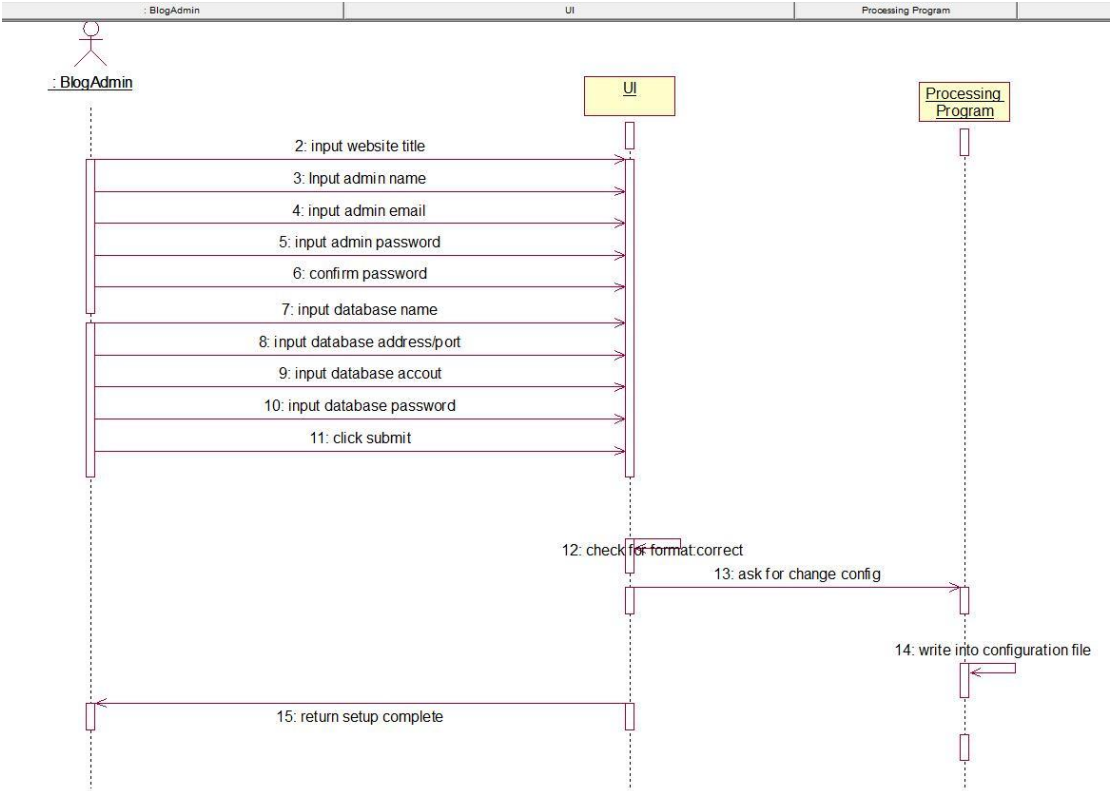 : BlogAdmin
UI
Processing Program
: BlogAdmin
UI
Processing
Program
2: input website title
3: Input admin name
4: input admin email
5: input admin password
6: confirm password
7: input database name
8: input database address/port
9: input database accout
10: input database password
11: click submit
12: check for format:correct
13: ask for change config
14: write into configuration file
15: return setup complete